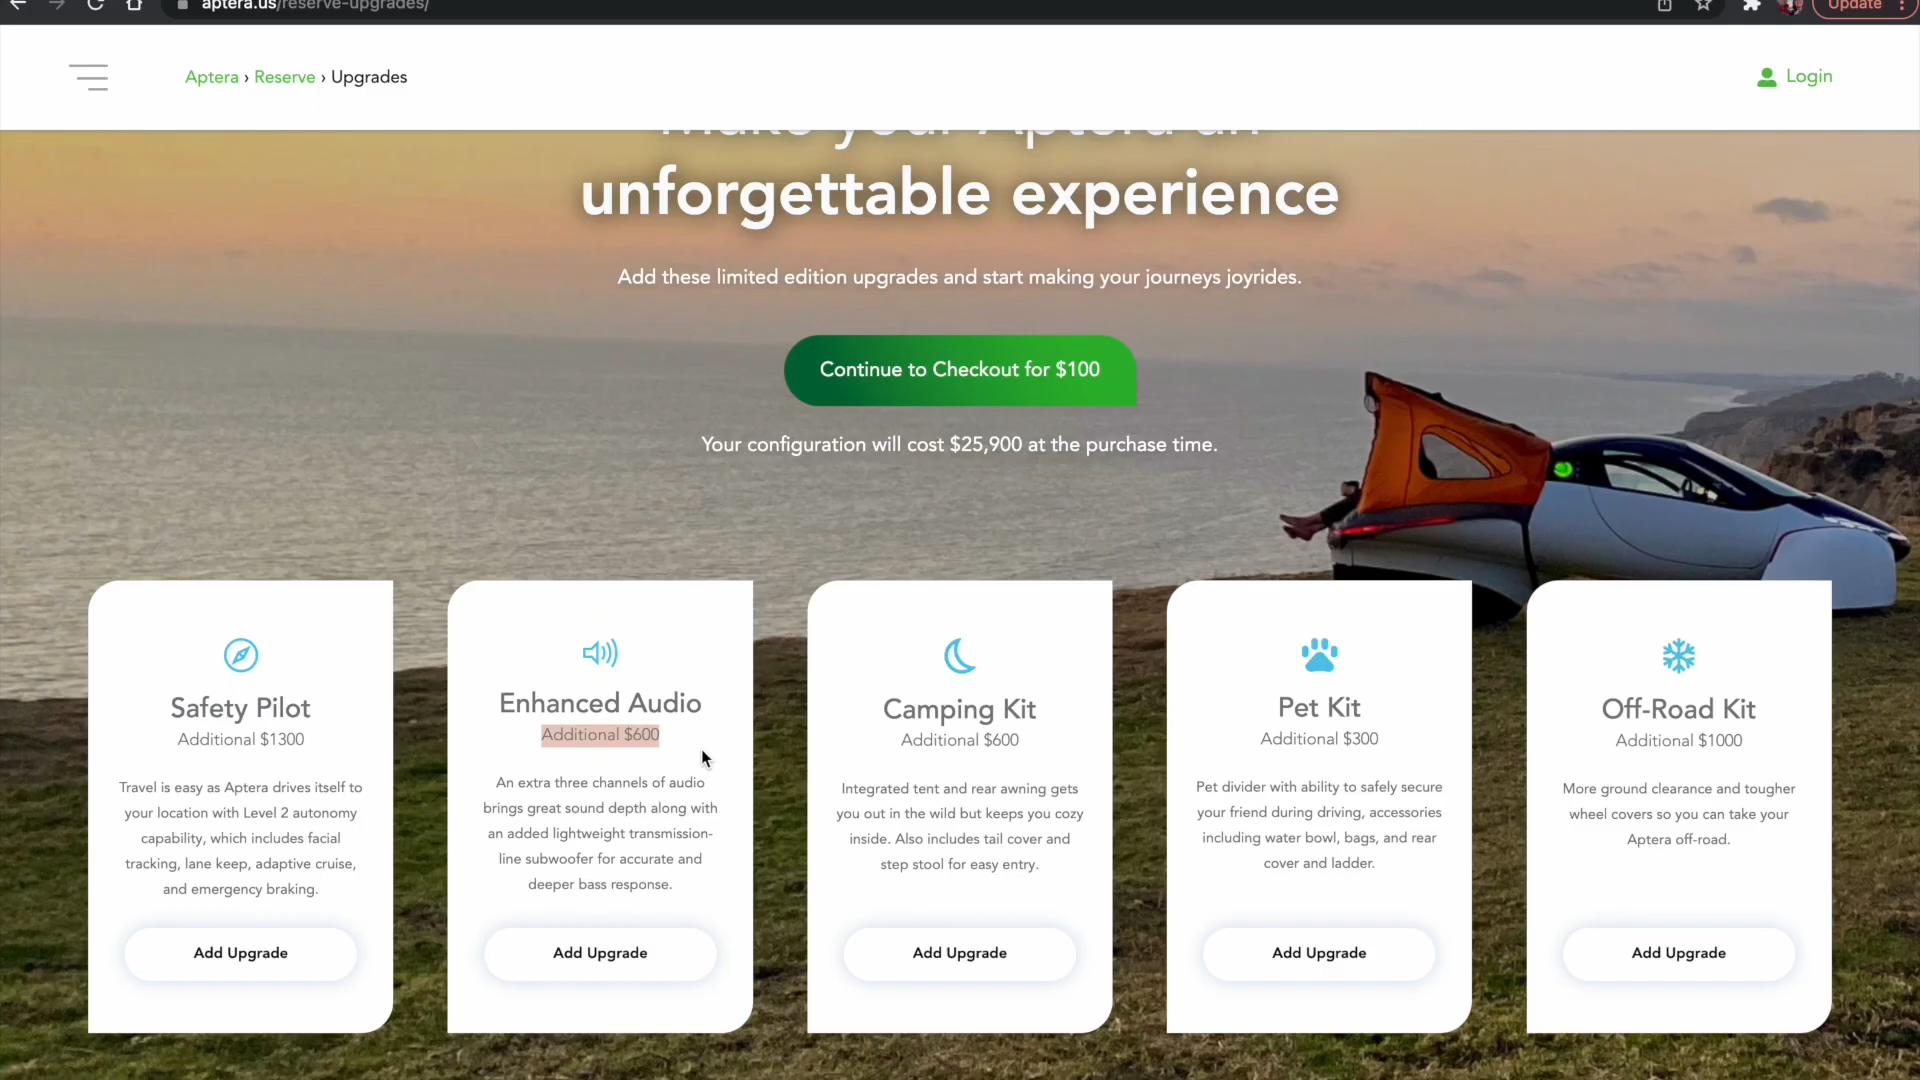 aptera.us/reserve-upgrades/
Update
Aptera › Reserve › Upgrades
Login
Make your Aptera an
unforgettable experience
Add these limited edition upgrades and start making your journeys joyrides.
Continue to Checkout for $100
Your configuration will cost $25,900 at the purchase time.
Safety Pilot
Additional $1300
Travel is easy as Aptera drives itself to
your location with Level 2 autonomy
capability, which includes facial
tracking, lane keep, adaptive cruise,
and emergency braking.
Add Upgrade
Enhanced Audio
Additional $600
An extra three channels of audio
brings great sound depth along with
an added lightweight transmission-
line subwoofer for accurate and
deeper bass response.
Add Upgrade
Camping Kit
Additional $600
Integrated tent and rear awning gets
you out in the wild but keeps you cozy
inside. Also includes tail cover and
step stool for easy entry.
Add Upgrade
Pet Kit
Additional $300
Pet divider with ability to safely secure
your friend during driving, accessories
including water bowl, bags, and rear
cover and ladder.
Add Upgrade
Off-Road Kit
Additional $1000
More ground clearance and tougher
wheel covers so you can take your
Aptera off-road.
Add Upgrade